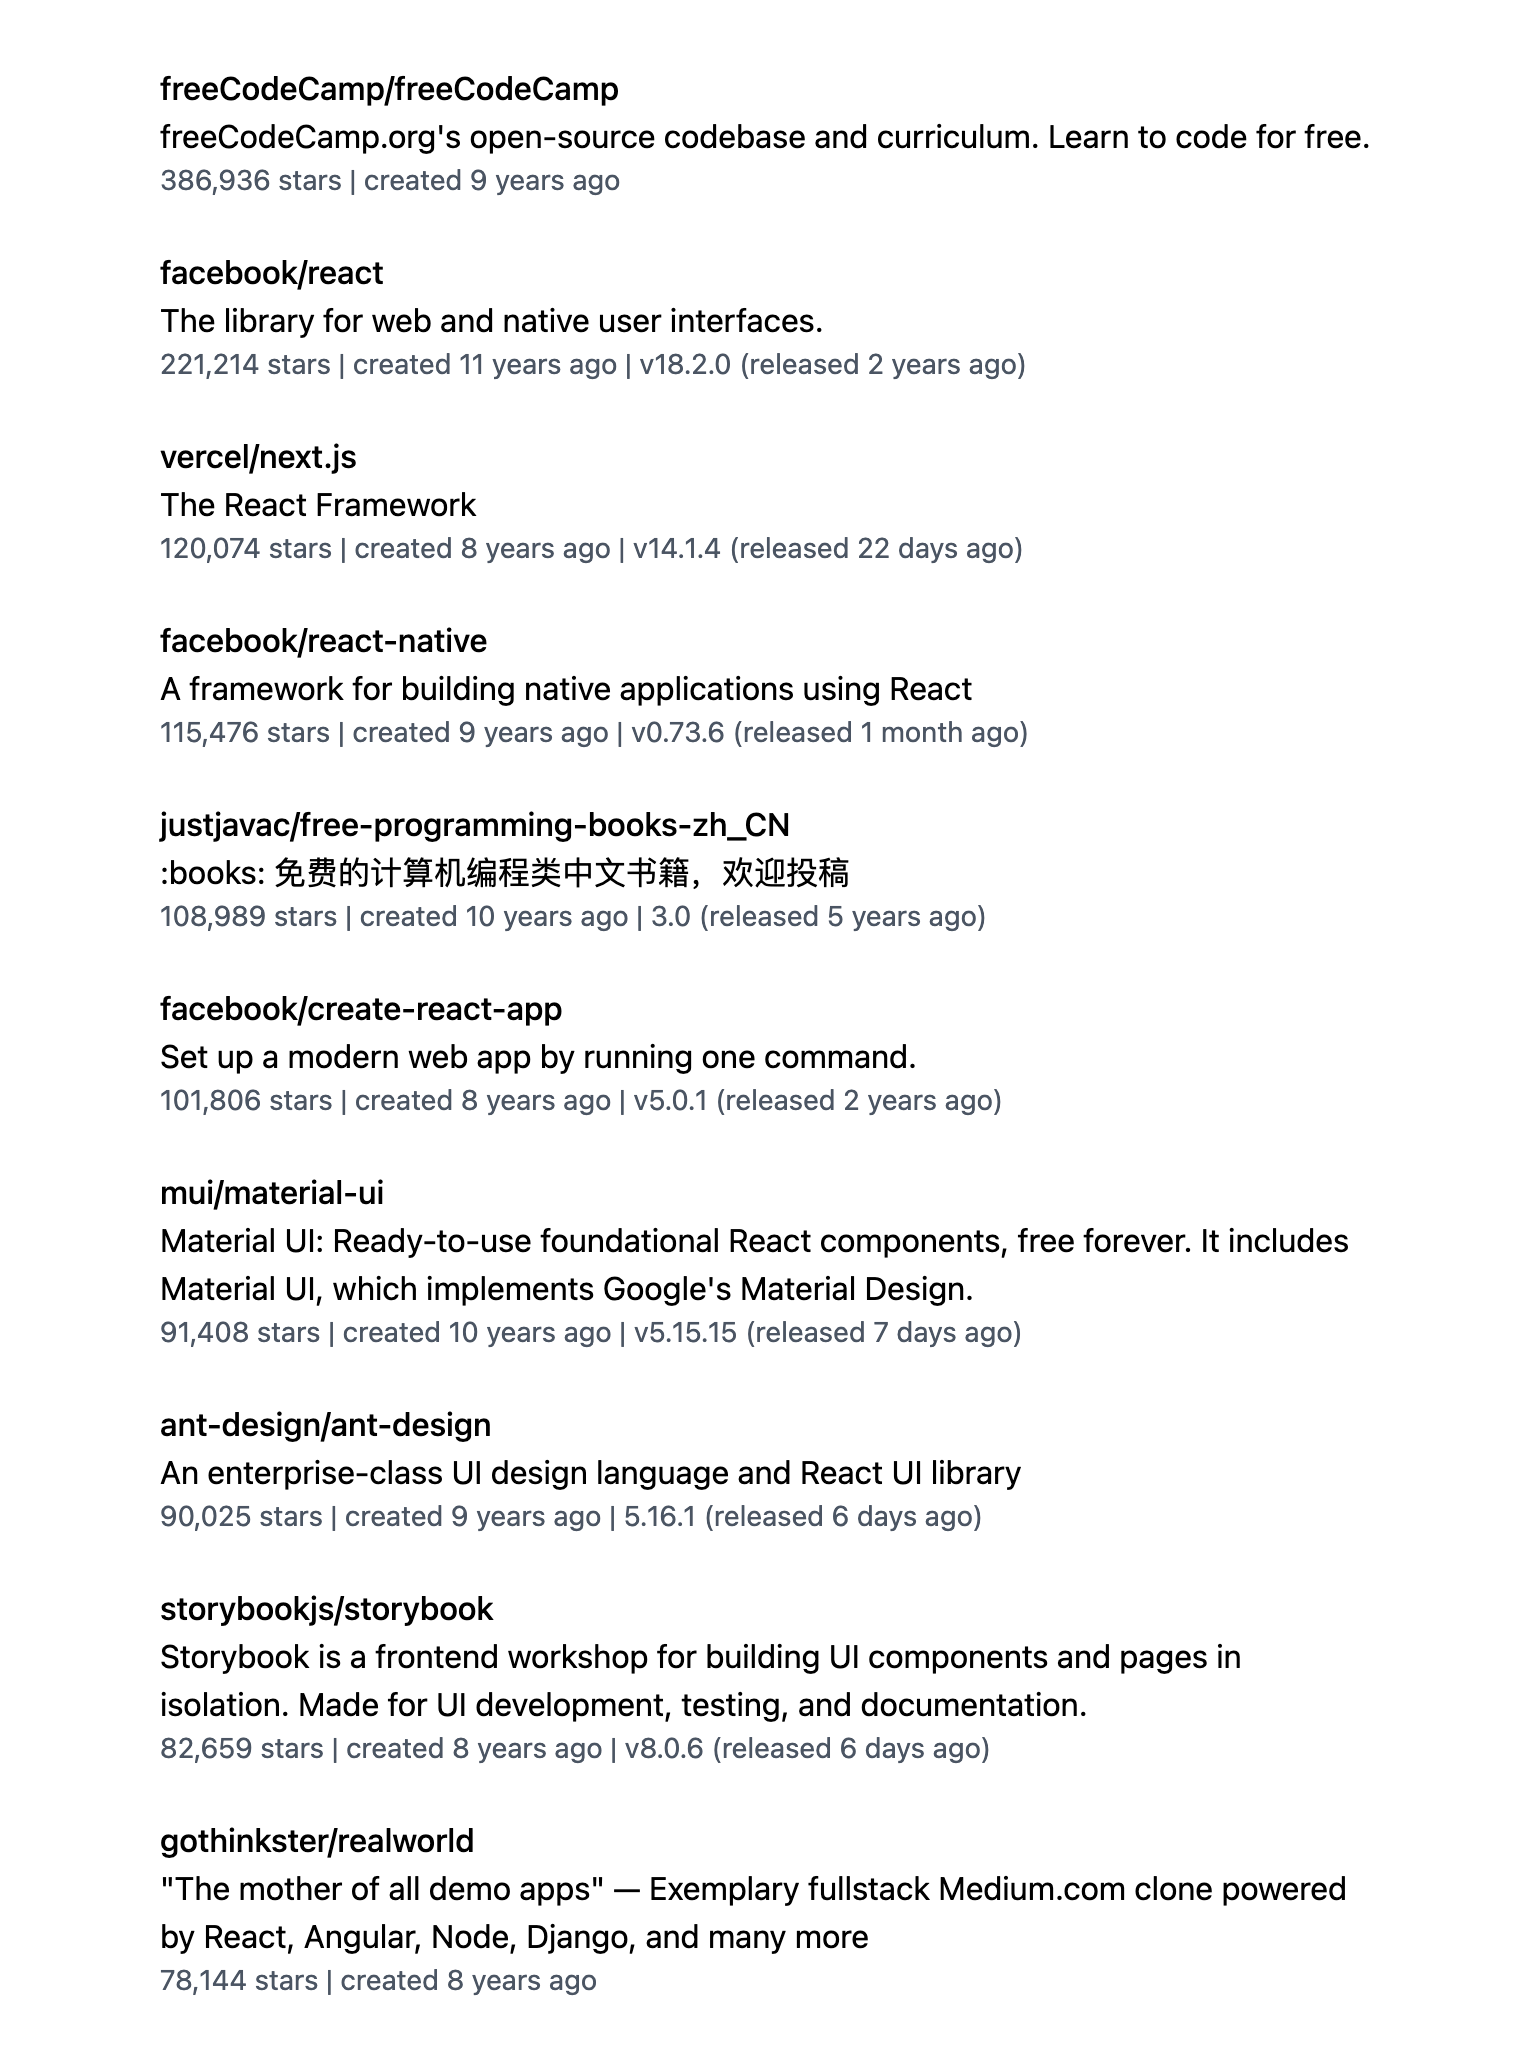 freeCodeCamp/freeCodeCamp
freeCodeCamp.org's open-source codebase and curriculum. Learn to code for free.
386,936 stars | created 9 years ago
facebook/react
The library for web and native user interfaces.
221,214 stars | created 11 years ago | v18.2.0 (released 2 years ago)
vercel/next.js
The React Framework
120,074 stars | created 8 years ago | v14.1.4 (released 22 days ago)
facebook/react-native
A framework for building native applications using React
115,476 stars | created 9 years ago | v0.73.6 (released 1 month ago)
justjavac/free-programming-books-zh_CN
:books: 免费的计算机编程类中文书籍，欢迎投稿
108,989 stars | created 10 years ago | 3.0 (released 5 years ago)
facebook/create-react-app
Set up a modern web app by running one command.
101,806 stars | created 8 years ago | v5.0.1 (released 2 years ago)
mui/material-ui
Material UI: Ready-to-use foundational React components, free forever. It includes
Material UI, which implements Google's Material Design.
91,408 stars | created 10 years ago | v5.15.15 (released 7 days ago)
ant-design/ant-design
An enterprise-class UI design language and React UI library
90,025 stars | created 9 years ago | 5.16.1 (released 6 days ago)
storybookjs/storybook
Storybook is a frontend workshop for building UI components and pages in
isolation. Made for UI development, testing, and documentation.
82,659 stars | created 8 years ago | v8.0.6 (released 6 days ago)
gothinkster/realworld
"The mother of all demo apps" — Exemplary fullstack Medium.com clone powered
by React, Angular, Node, Django, and many more
78,144 stars | created 8 years ago